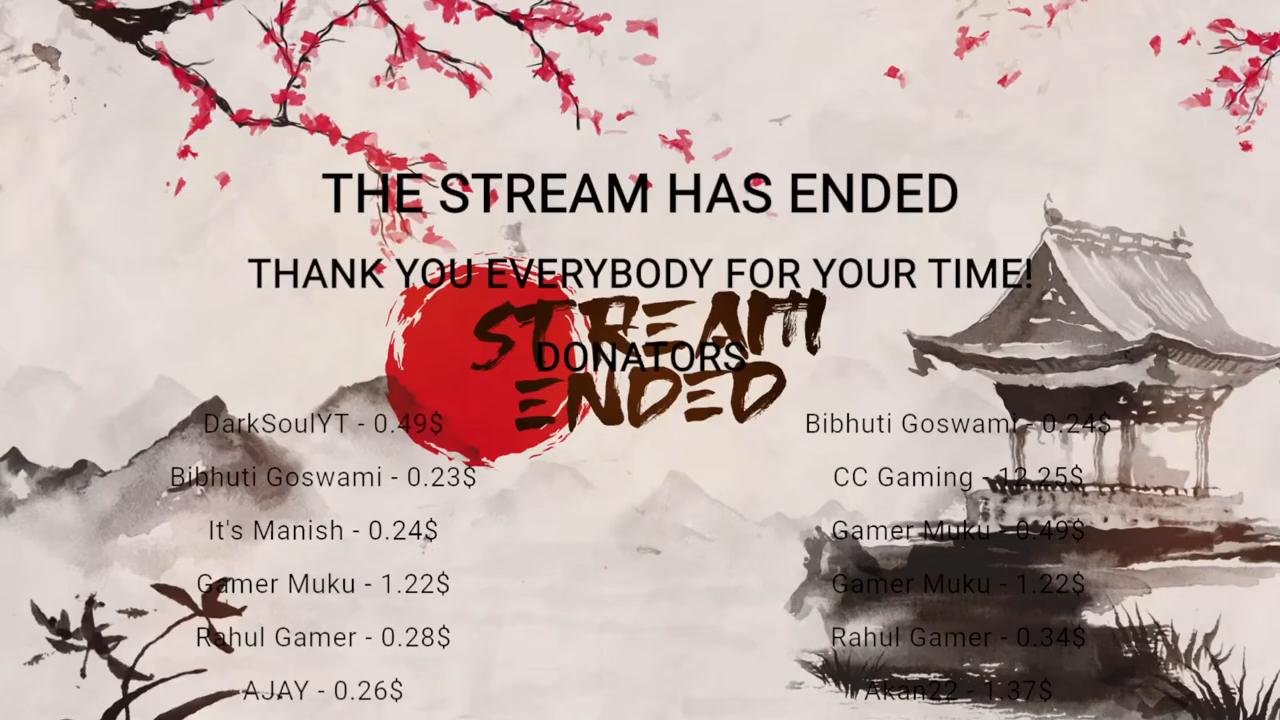 THE STREAM HAS ENDED
THANK YOU EVERYBODY FOR YOUR TIME!
STREAM
DONATORS
ENDED
DarkSoulYT - 0.49$
Bibhuti Goswami - 0.24$
Bibhuti Goswami - 0.23$
CC Gaming - 12.25$
It's Manish - 0.24$
Gamer Muku - 0.49$
Gamer Muku - 1.22$
Gamer Muku - 1.22$
Rahul Gamer - 0.28$
Rahul Gamer - 0.34$
AJAY - 0.26$
Akan22 - 1.37$